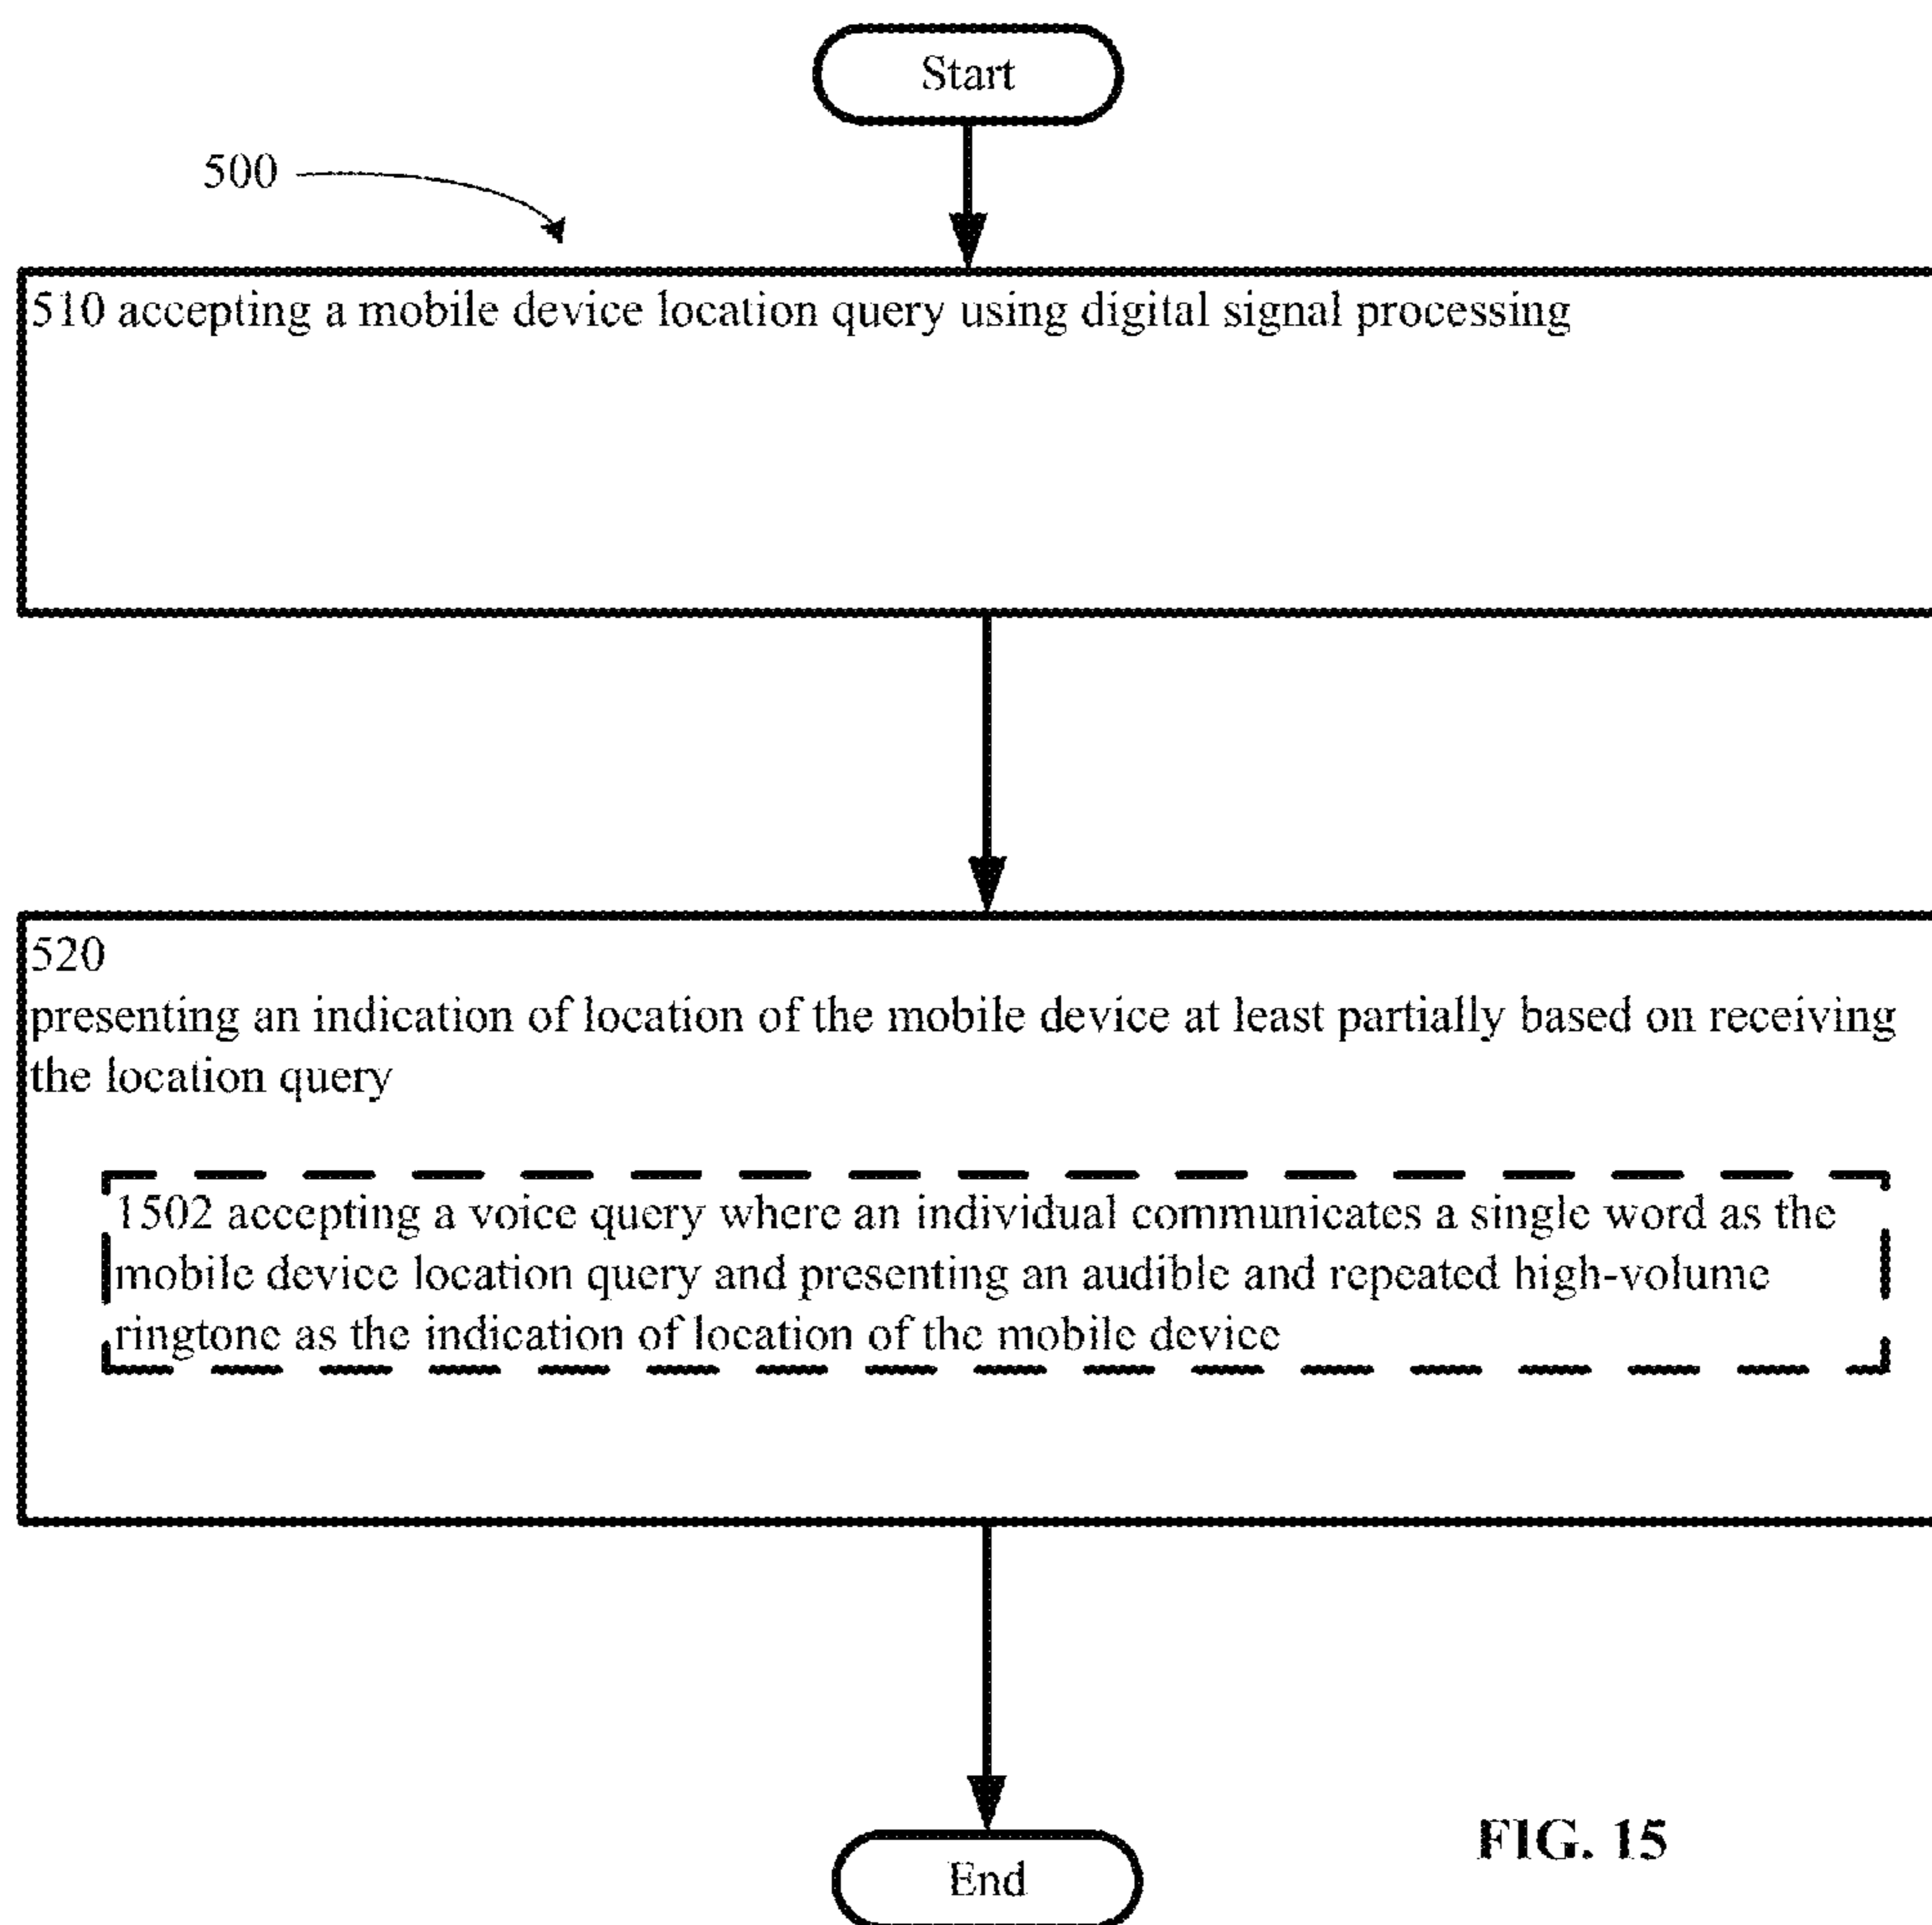 Start
500
510 accepting a mobile device location query using digital signal processing
520
presenting an indication of location of the mobile device at least partially based on receiving
the location query
1502 accepting a voice query where an individual communicates a single word as the
mobile device location query and presenting an audible and repeated high-volume
ringtone as the indication of location of the mobile device
End
FIG. 15